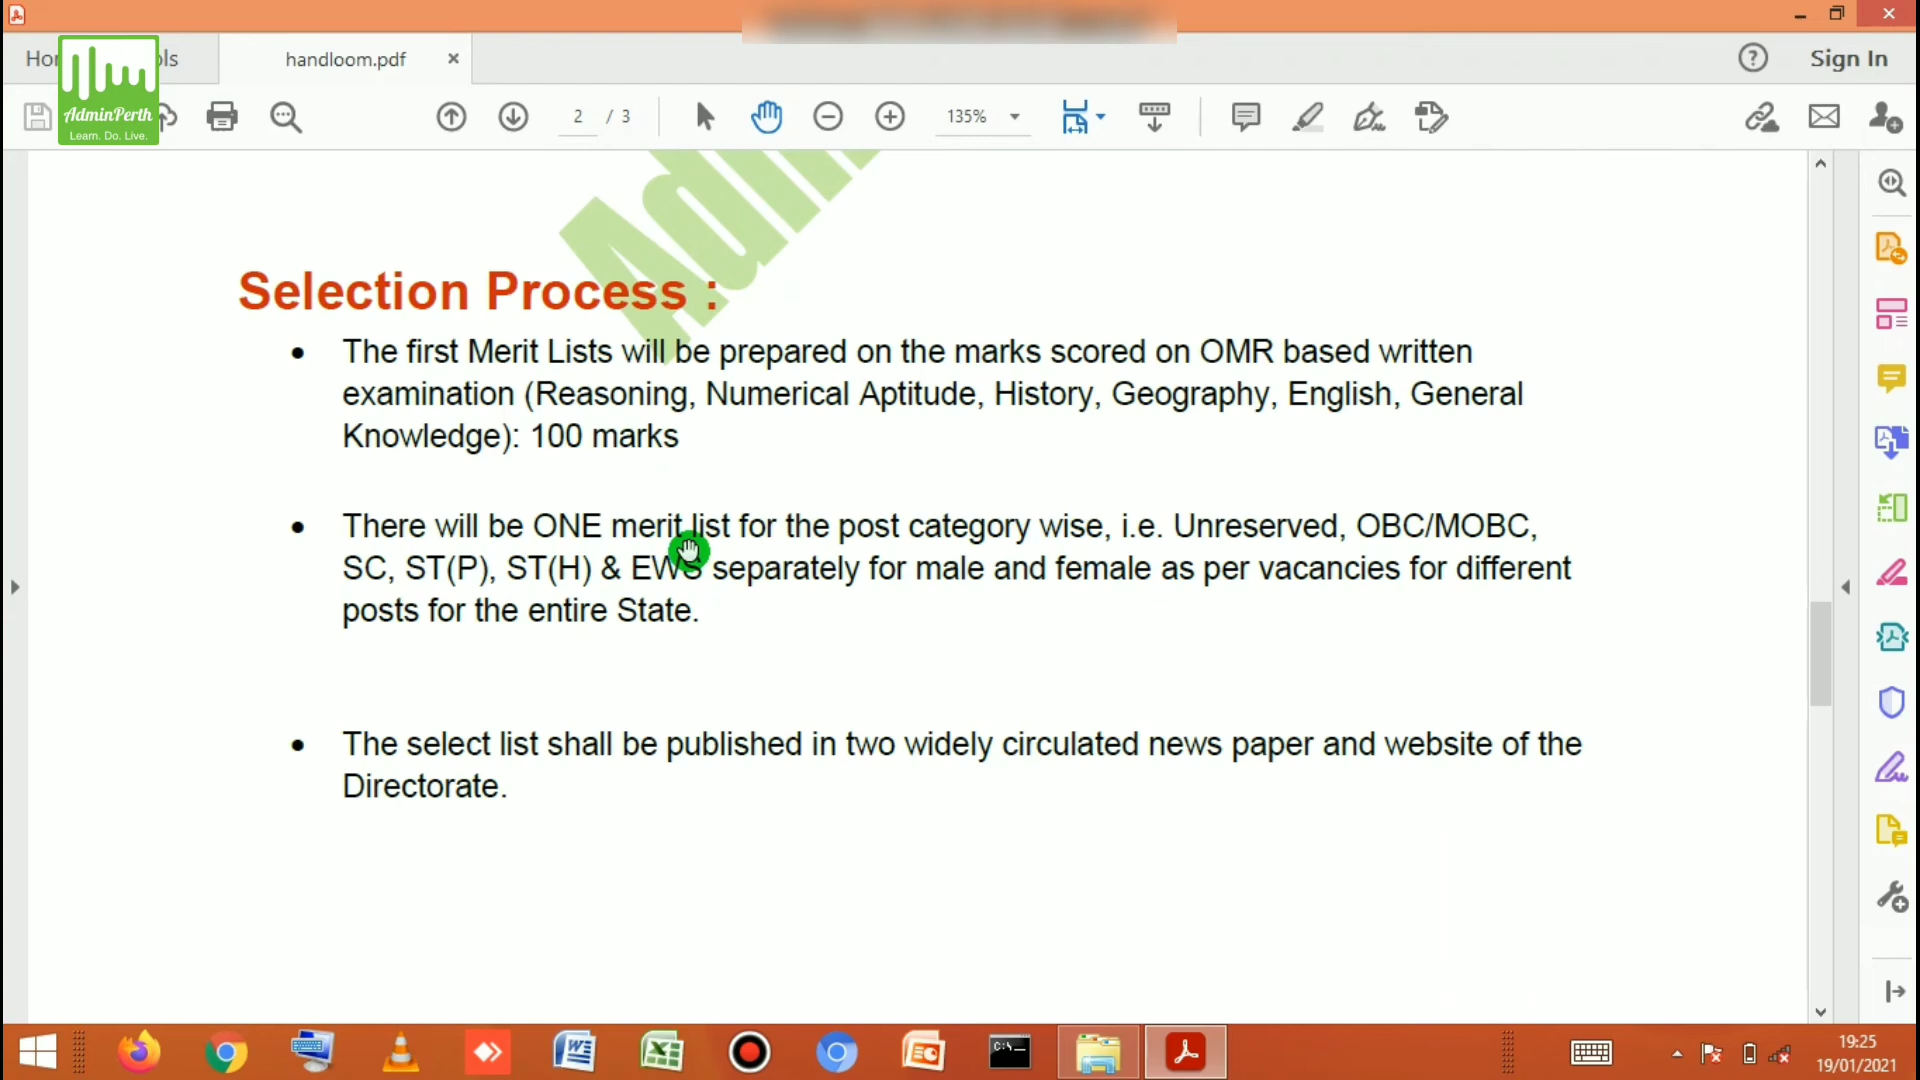 Hor
ols
handloom.pdf
Sign In
AdminPerth
Learn. Do. Live.
2 / 3
135%
Adm
Selection Process :
The first Merit Lists will be prepared on the marks scored on OMR based written
examination (Reasoning, Numerical Aptitude, History, Geography, English, General
Knowledge): 100 marks
There will be ONE merit list for the post category wise, i.e. Unreserved, OBC/MOBC,
SC, ST(P), ST(H) & EWS separately for male and female as per vacancies for different
posts for the entire State.
The select list shall be published in two widely circulated news paper and website of the
Directorate.
19:25
19/01/2021